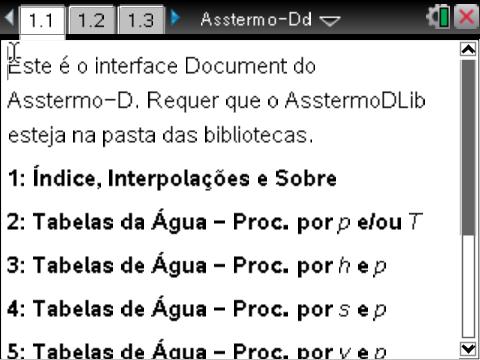 1.1 1.2 1.3 Asstermo-Dd
Este é o interface Document do
Asstermo-D. Requer que o AsstermoDLib
esteja na pasta das bibliotecas.
1: Índice, Interpolações e Sobre
2: Tabelas da Água – Proc. por p e/ou T
3: Tabelas de Água – Proc. por h e p
4: Tabelas de Água – Proc. por s e p
5: Tabelas de Água – Proc. por v e p